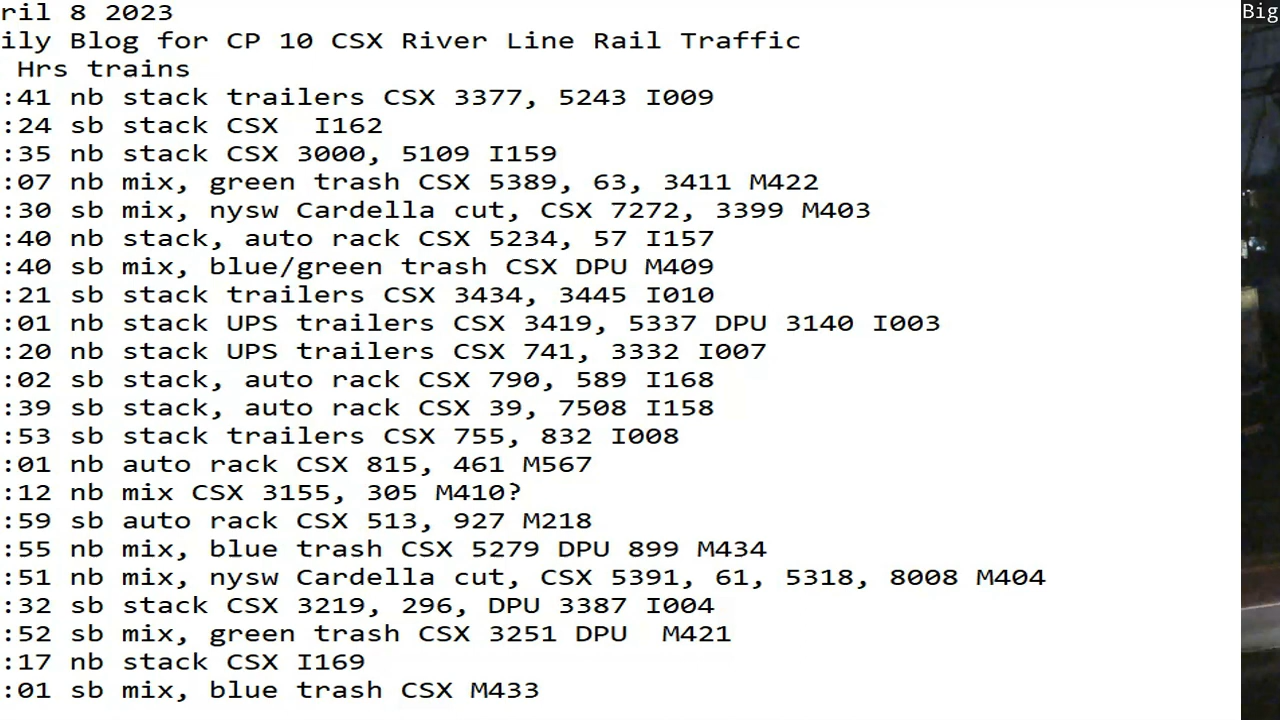 ril 8 2023
ily Blog for CP 10 CSX River Line Rail Traffic
Hrs trains
:41 nb stack trailers CSX 3377, 5243 I009
:24 sb stack CSX  I162
:35 nb stack CSX 3000, 5109 I159
:07 nb mix, green trash CSX 5389, 63, 3411 M422
:30 sb mix, nysw Cardella cut, CSX 7272, 3399 M403
:40 nb stack, auto rack CSX 5234, 57 I157
:40 sb mix, blue/green trash CSX DPU M409
:21 sb stack trailers CSX 3434, 3445 I010
:01 nb stack UPS trailers CSX 3419, 5337 DPU 3140 I003
:20 nb stack UPS trailers CSX 741, 3332 I007
:02 sb stack, auto rack CSX 790, 589 I168
:39 sb stack, auto rack CSX 39, 7508 I158
:53 sb stack trailers CSX 755, 832 I008
:01 nb auto rack CSX 815, 461 M567
:12 nb mix CSX 3155, 305 M410?
:59 sb auto rack CSX 513, 927 M218
:55 nb mix, blue trash CSX 5279 DPU 899 M434
:51 nb mix, nysw Cardella cut, CSX 5391, 61, 5318, 8008 M404
:32 sb stack CSX 3219, 296, DPU 3387 I004
:52 sb mix, green trash CSX 3251 DPU  M421
:17 nb stack CSX I169
:01 sb mix, blue trash CSX M433
Big